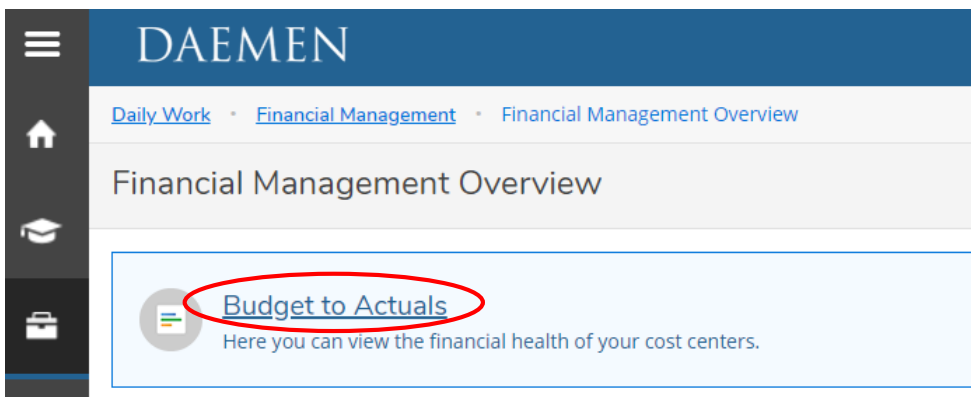 DAEMEN
Daily Work · Financial Management · Financial Management Overview
Financial Management Overview
Budget to Actuals
Here you can view the financial health of your cost centers.